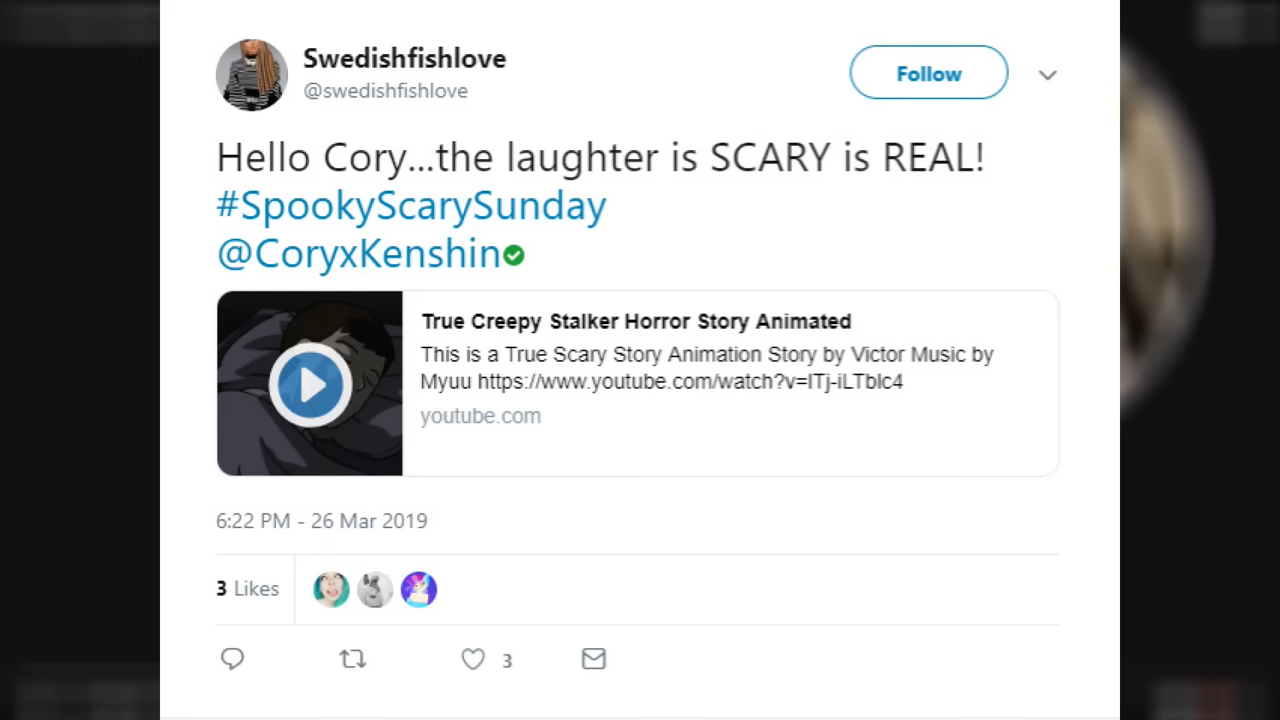 Swedishfishlove
@swedishfishlove
Follow
Hello Cory...the laughter is SCARY is REAL!
#SpookyScarySunday
@CoryxKenshin
True Creepy Stalker Horror Story Animated
This is a True Scary Story Animation Story by Victor Music by
Myuu https://www.youtube.com/watch?v=ITj-iLTblc4
youtube.com
6:22 PM - 26 Mar 2019
3 Likes
3